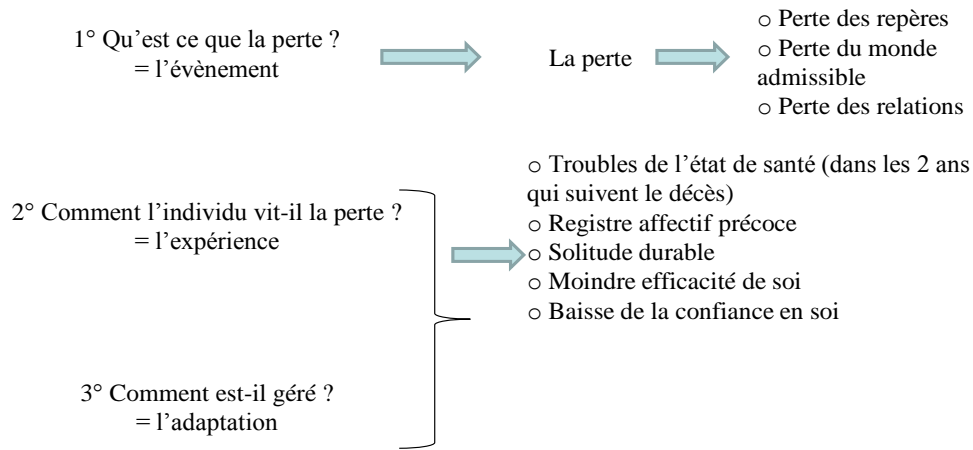 1° Qu'est ce que la perte ?
= l'évènement
La perte
o Perte des repères
o Perte du monde
admissible
o Perte des relations
2° Comment l'individu vit-il la perte ?
= l'expérience
o Troubles de l'état de santé (dans les 2 ans
qui suivent le décès)
o Registre affectif précoce
o Solitude durable
o Moindre efficacité de soi
o Baisse de la confiance en soi
3° Comment est-il géré ?
= l'adaptation